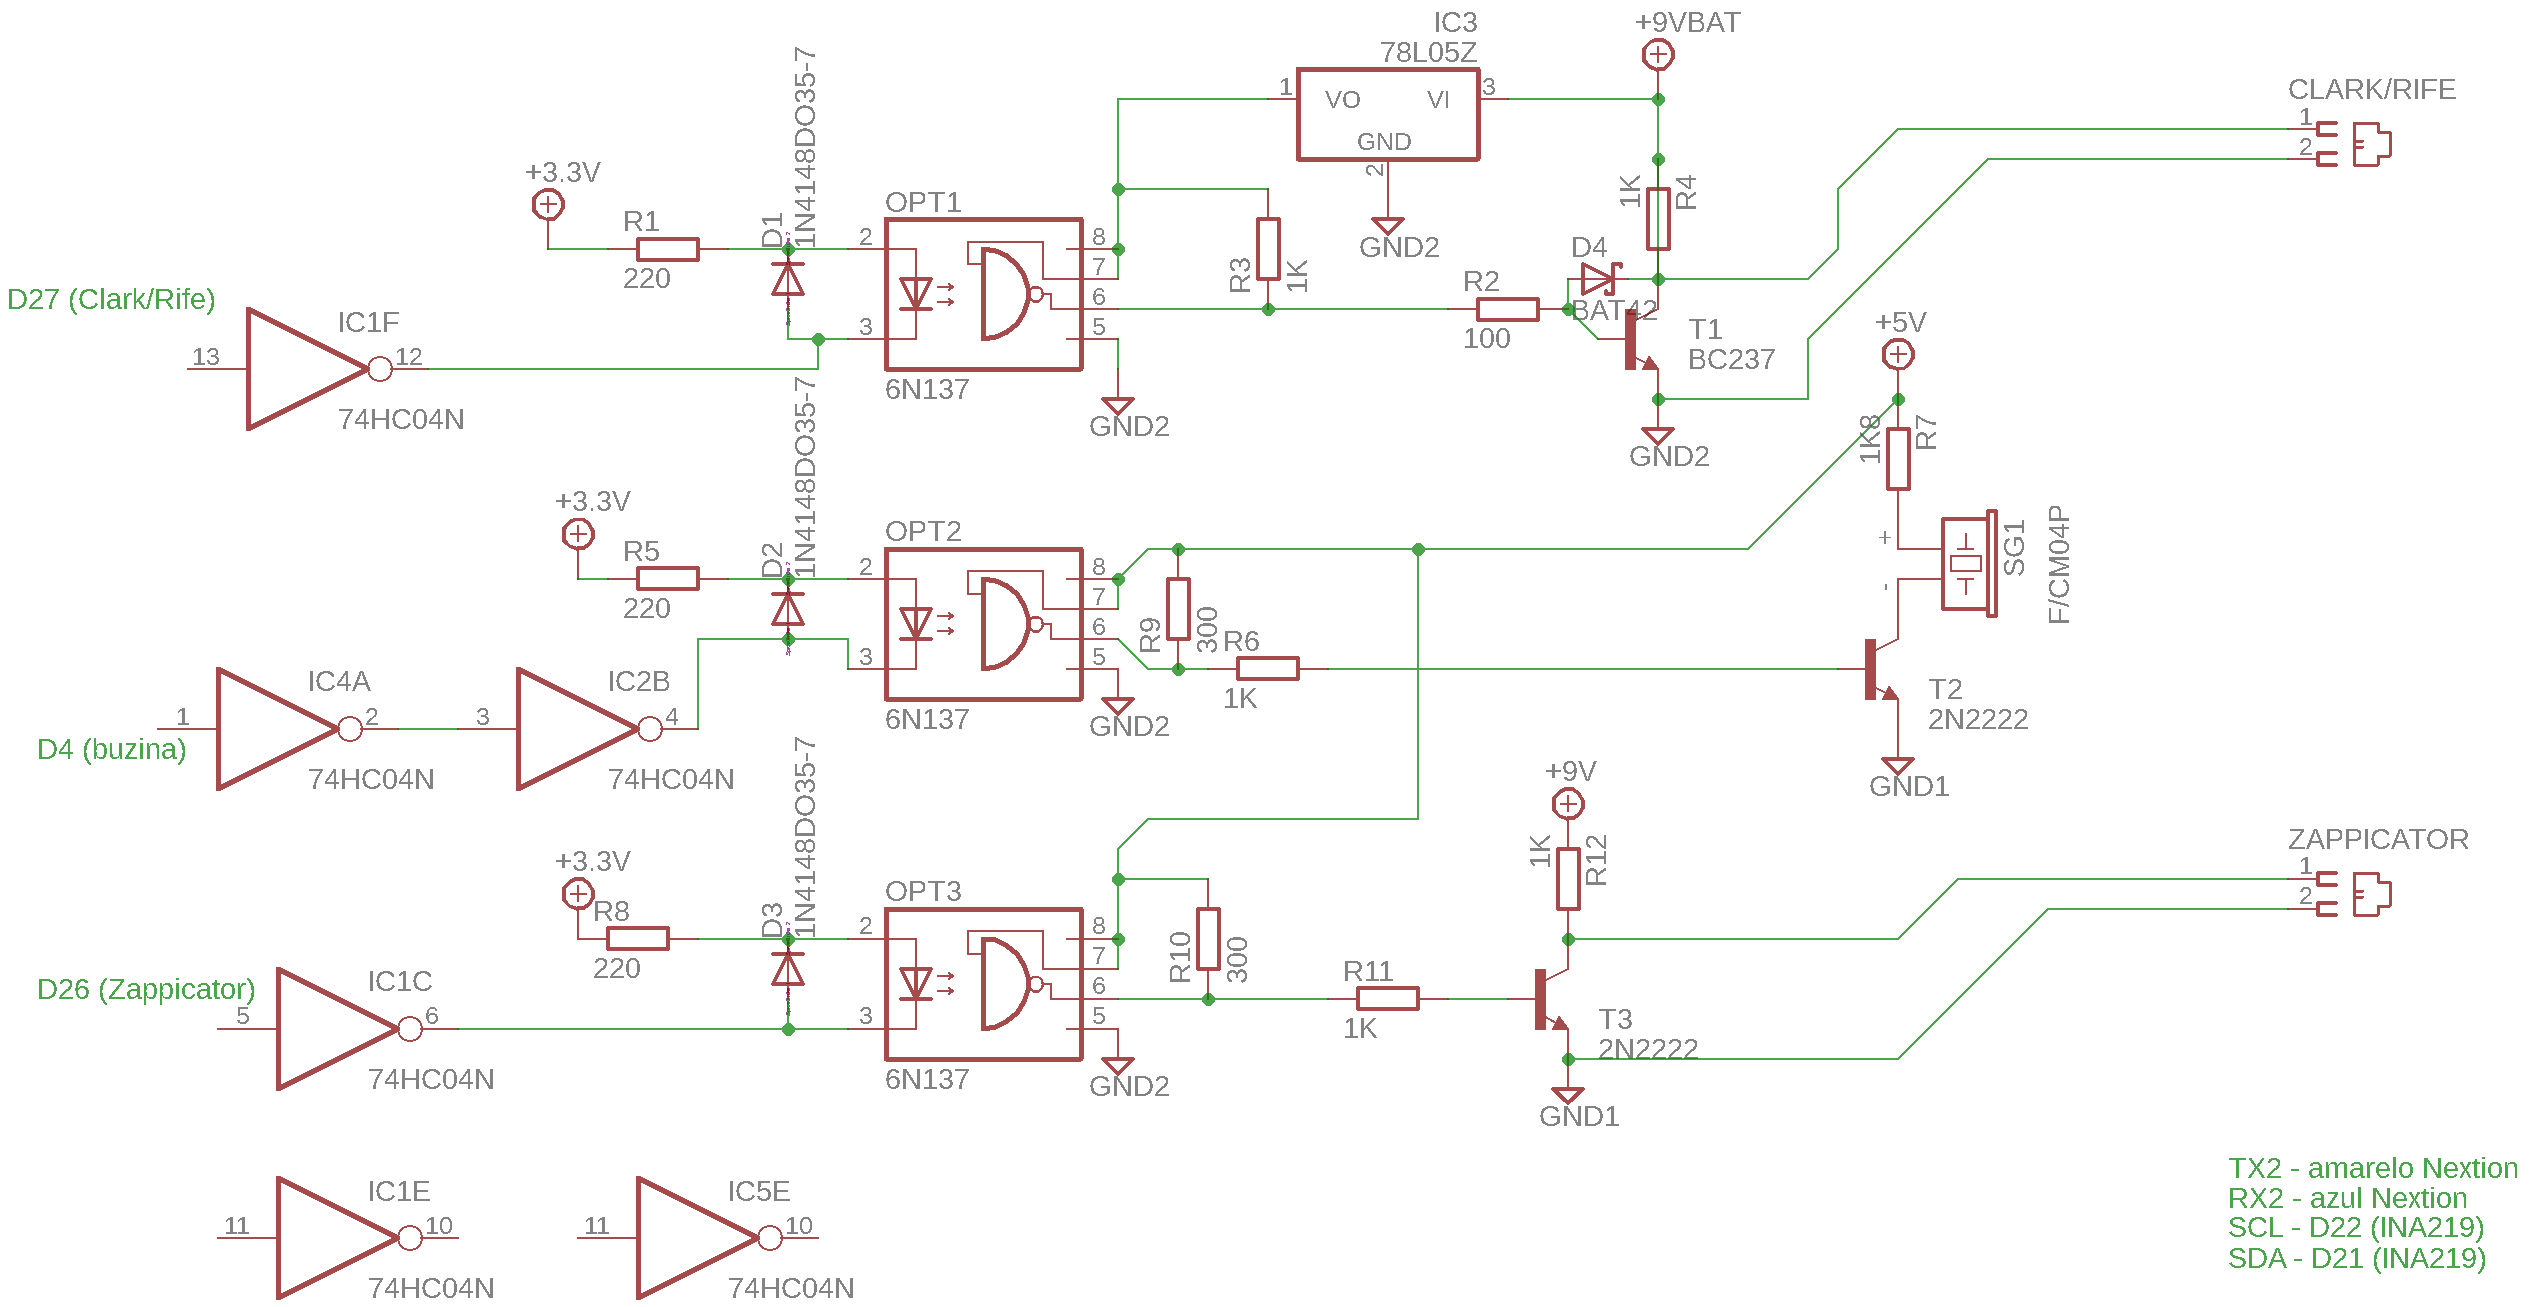 IC3
78L05Z
1
VO
VI
3
GND
2
GND2
+9VBAT
CLARK/RIFE
1
2
+3.3V
R1
220
D1
1N4148DO35-7
OPT1
2
3
8
7
6
5
6N137
GND2
R3
1K
R2
100
D4
BAT42
1K
R4
T1
BC237
GND2
D27 (Clark/Rife)
13
IC1F
12
74HC04N
+5V
1K8
R7
+
-
SG1
F/CM04P
+3.3V
R5
220
D2
1N4148DO35-7
OPT2
2
3
8
7
6
5
6N137
GND2
R9
300
R6
1K
T2
2N2222
GND1
D4 (buzina)
1
IC4A
2
74HC04N
3
IC2B
4
74HC04N
+9V
1K
R12
ZAPPICATOR
1
2
+3.3V
R8
220
D3
1N4148DO35-7
OPT3
2
3
8
7
6
5
6N137
GND2
R10
300
R11
1K
T3
2N2222
GND1
D26 (Zappicator)
5
IC1C
6
74HC04N
11
IC1E
10
74HC04N
11
IC5E
10
74HC04N
TX2 - amarelo Nextion
RX2 - azul Nextion
SCL - D22 (INA219)
SDA - D21 (INA219)